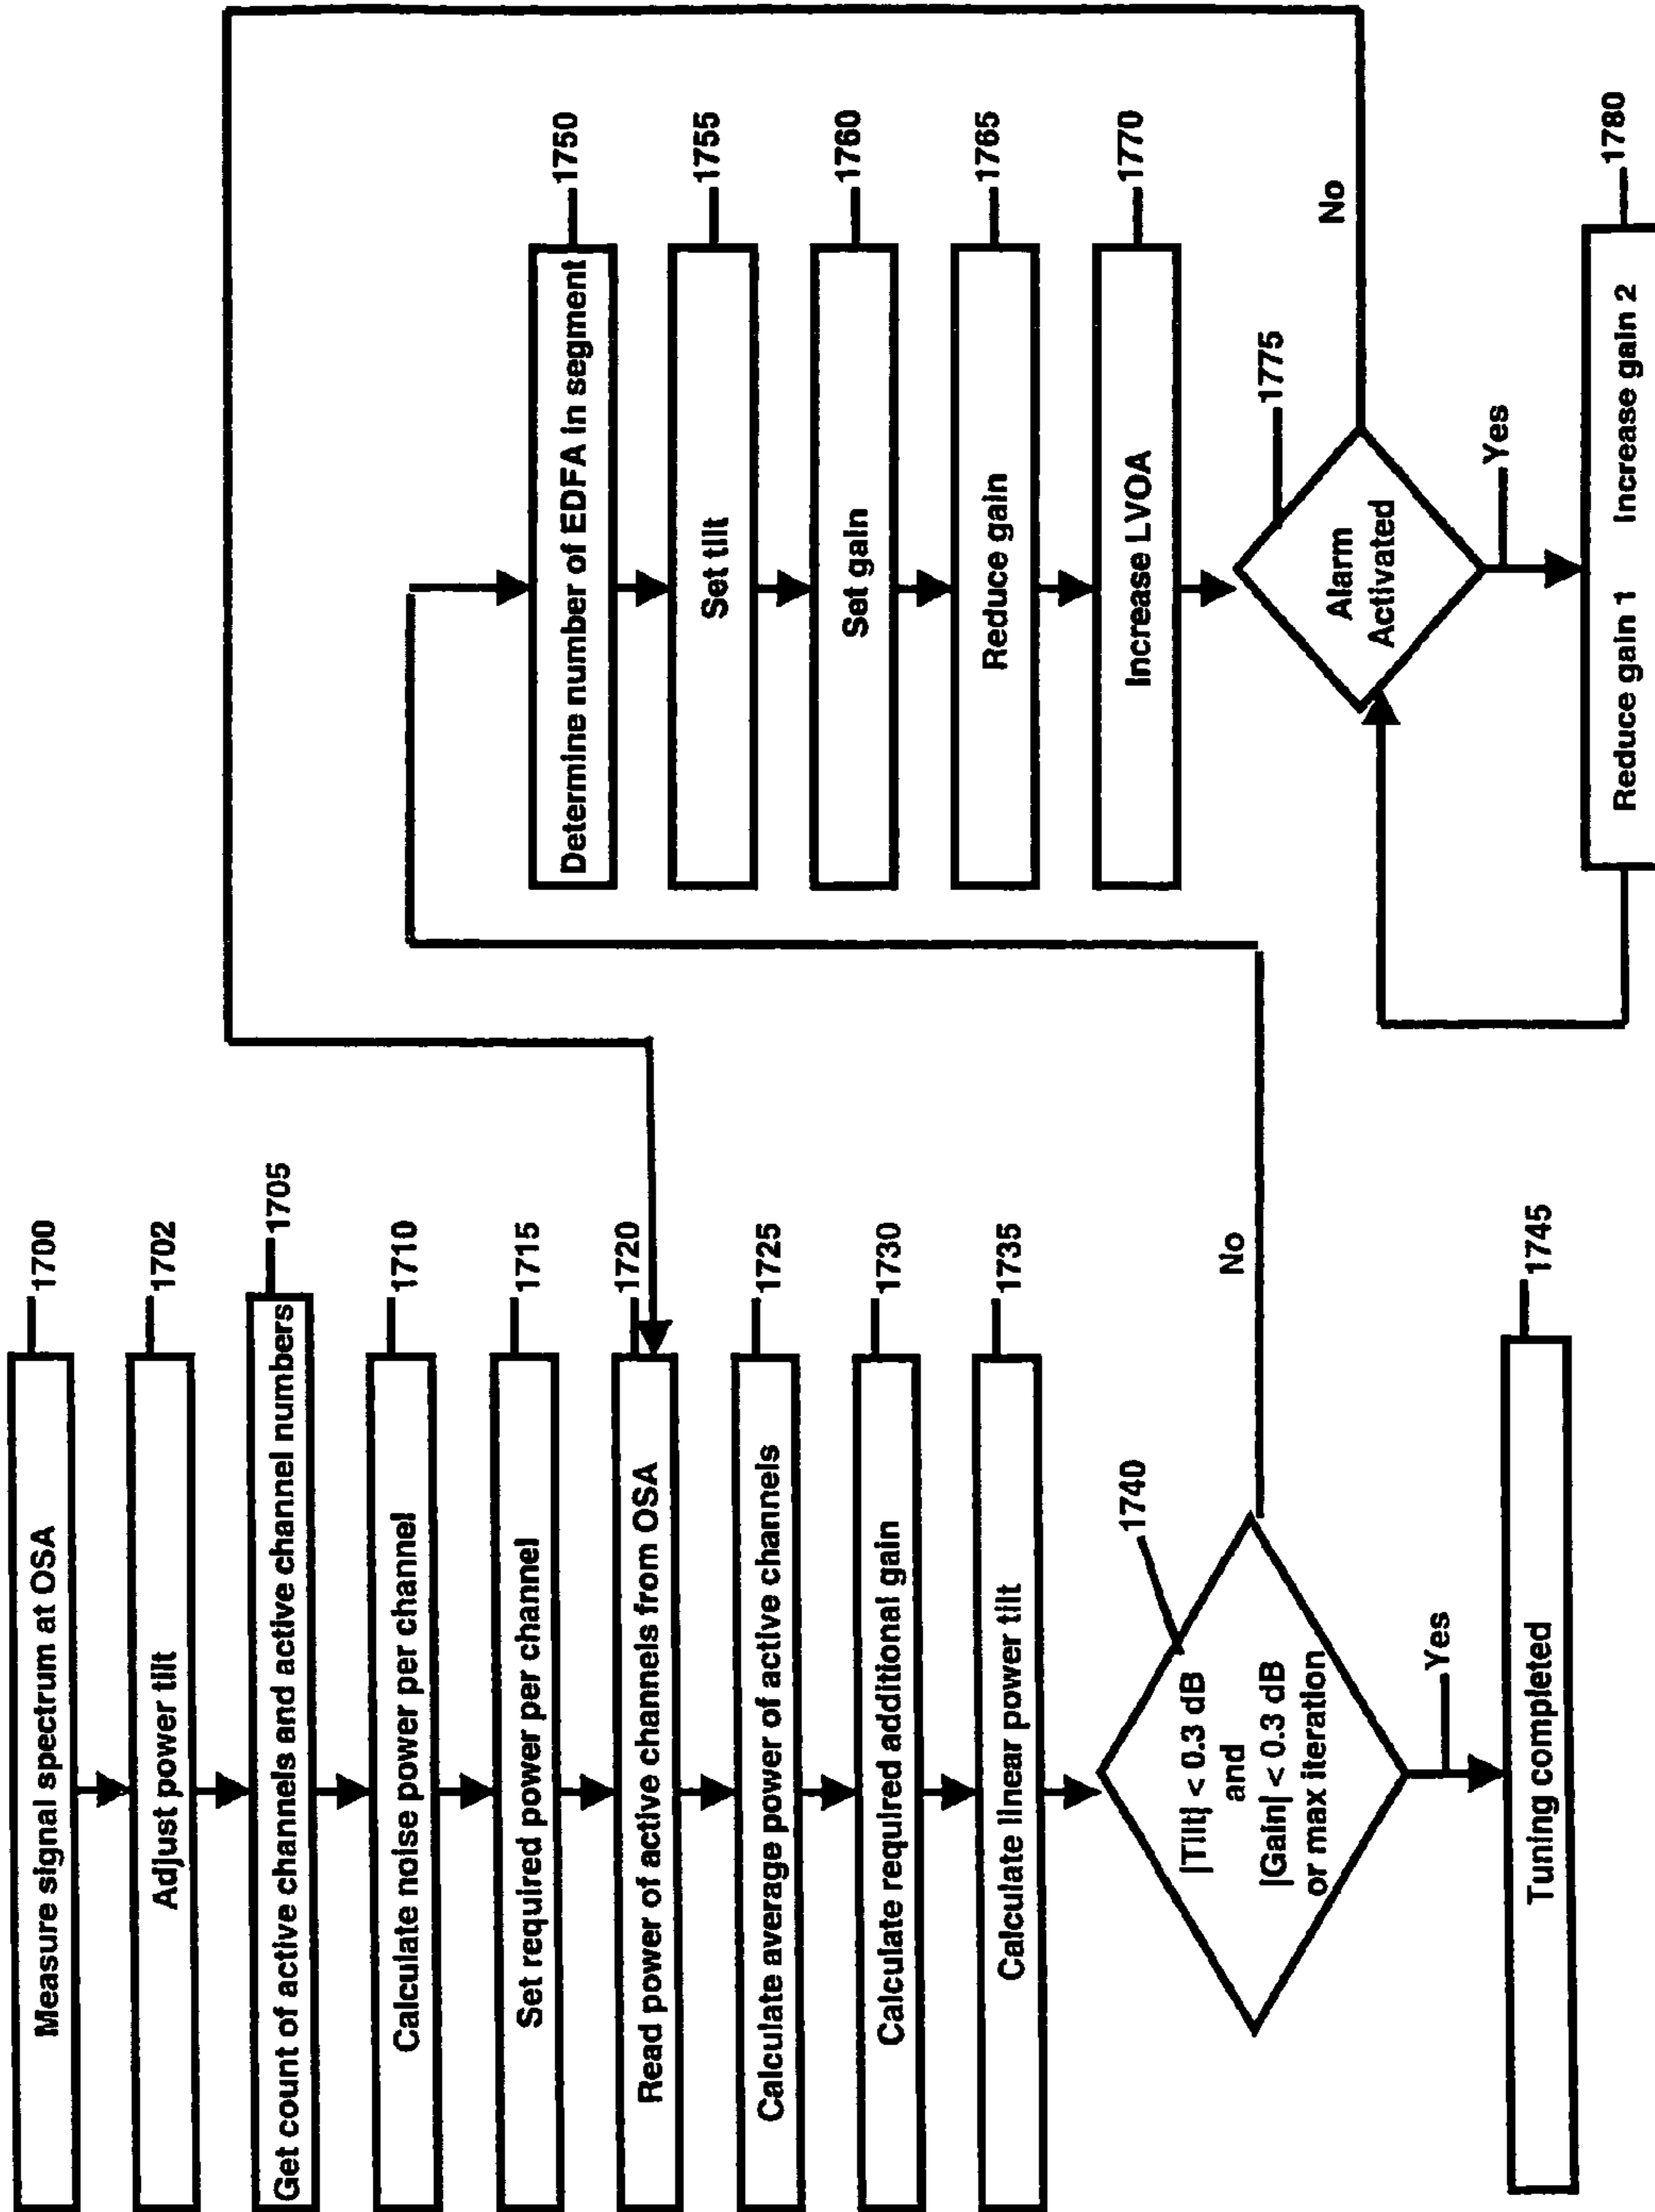 Measure signal spectrum at OSA
1700
Adjust power tilt
1702
Get count of active channels and active channel numbers
1705
Calculate noise power per channel
1710
Set required power per channel
1715
Read power of active channels from OSA
1720
Calculate average power of active channels
1725
Calculate required additional gain
1730
Calculate linear power tilt
1735
|Tilt| < 0.3 dB
and
|Gain| < 0.3 dB
or max iteration
1740
No
Yes
Tuning completed
1745
Determine number of EDFA in segment
1750
Set tilt
1755
Set gain
1760
Reduce gain
1765
Increase LVOA
1770
Alarm
Activated
1775
No
Yes
Reduce gain 1 Increase gain 2
1780